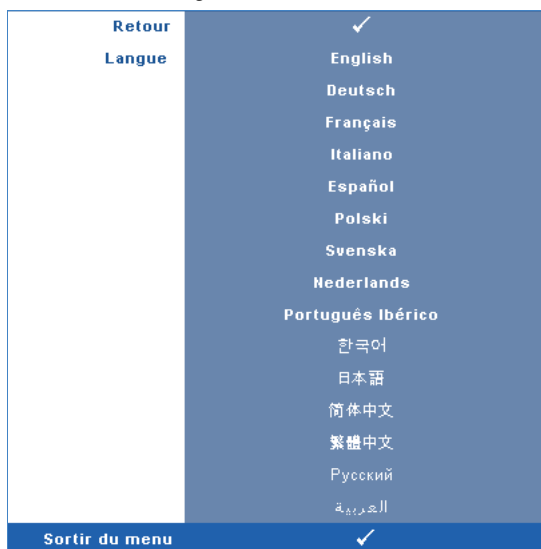 Retour ✓
Langue English
Deutsch
Français
Italiano
Español
Polski
Svenska
Nederlands
Português Ibérico
한국어
日本語
简体中文
繁體中文
Русский
العربية
Sortir du menu ✓